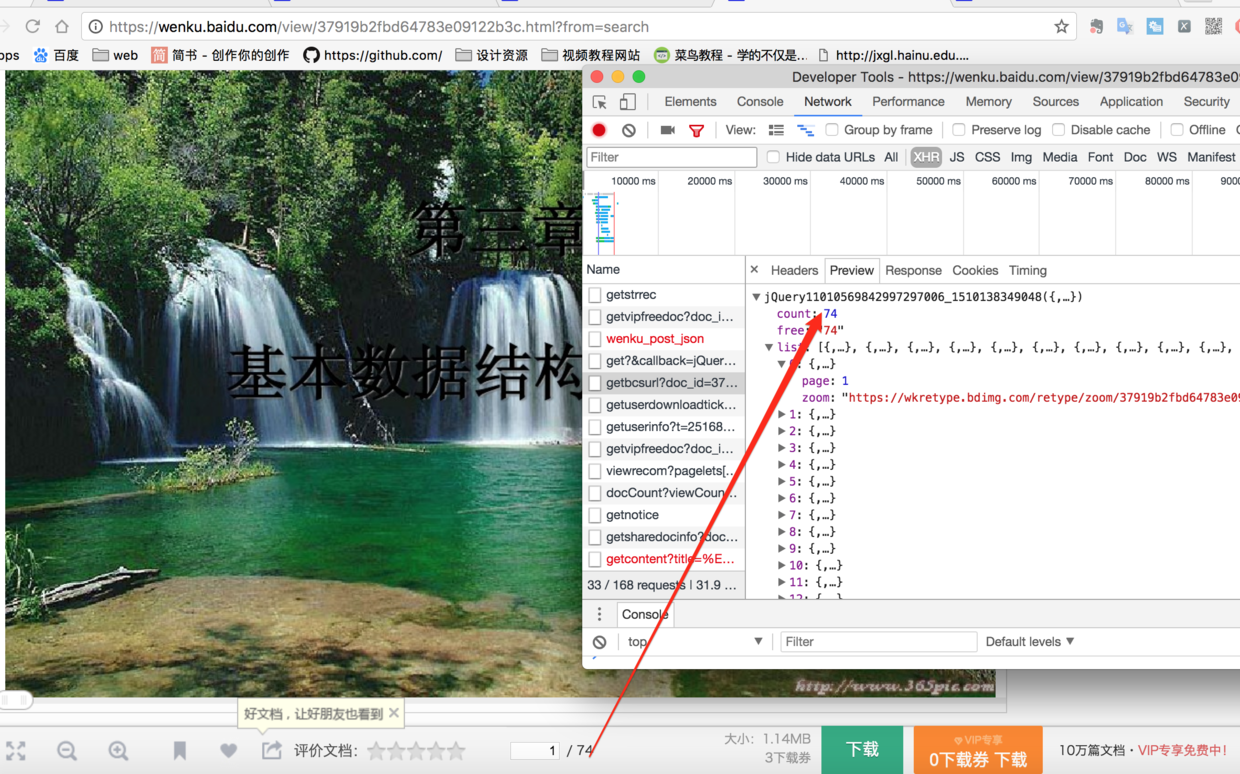 https://wenku.baidu.com/view/37919b2fbd64783e09122b3c.html?from=search
百度 web 简 简书 - 创作你的创作 https://github.com/ 设计资源 视频教程网站 菜鸟教程 - 学的不仅是... http://jxgl.hainu.edu....
第三章
基本数据结构
http://www.365pic.com
Developer Tools - https://wenku.baidu.com/view/37919b2fbd64783e09
Elements Console Network Performance Memory Sources Application Security
View: Group by frame Preserve log Disable cache Offline
Filter Hide data URLs All XHR JS CSS Img Media Font Doc WS Manifest
10000 ms 20000 ms 30000 ms 40000 ms 50000 ms 60000 ms 70000 ms 80000 ms 9000
Name
getstrrec
getvipfreedoc?doc_i...
wenku_post_json
get?&callback=jQuer...
getbcsurl?doc_id=37...
getuserdownloadtick...
getuserinfo?t=25168...
getvipfreedoc?doc_i...
viewrecom?pagelets[...
docCount?viewCoun...
getnotice
getsharedocinfo?doc...
getcontent?title=%E...
33 / 168 requests | 31.9 ...
× Headers Preview Response Cookies Timing
▼jQuery11010569842997297006_1510138349048({,…})
count: 74
free: "74"
▼list: [{,…}, {,…}, {,…}, {,…}, {,…}, {,…}, {,…}, {,…}, {,…}, {,…},
▼0: {,…}
page: 1
zoom: "https://wkretype.bdimg.com/retype/zoom/37919b2fbd64783e09
▶1: {,…}
▶2: {,…}
▶3: {,…}
▶4: {,…}
▶5: {,…}
▶6: {,…}
▶7: {,…}
▶8: {,…}
▶9: {,…}
▶10: {,…}
▶11: {,…}
▶12: {,…}
Console
top ▼ Filter Default levels ▼
好文档，让好朋友也看到 ×
评价文档: 1 / 74
大小: 1.14MB
3下载券
下载
VIP专享
0下载券 下载
10万篇文档·VIP专享免费中!